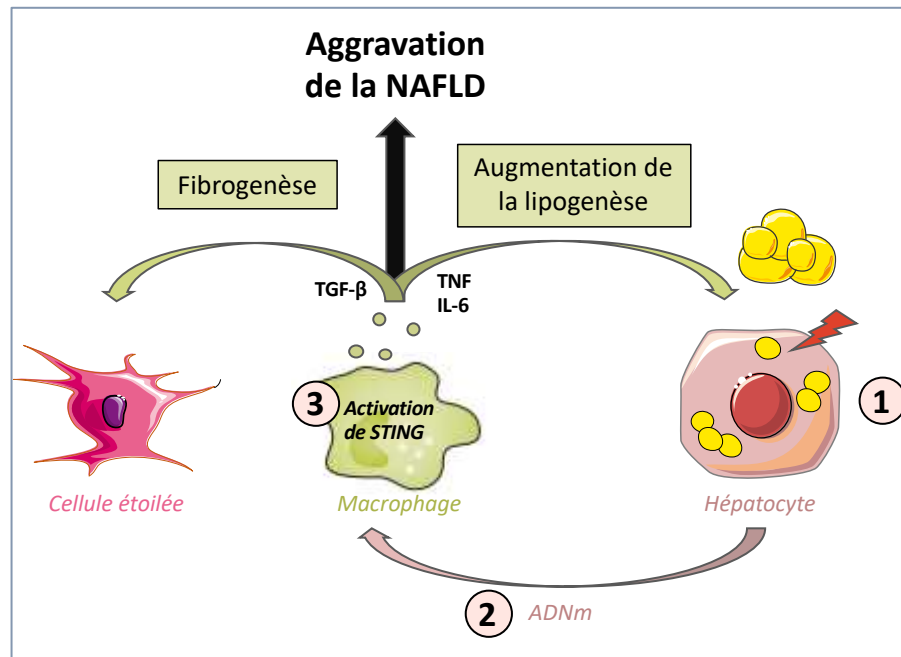 Aggravation
de la NAFLD
Fibrogenèse
Augmentation de
la lipogenèse
TGF-β
TNF
IL-6
3
Activation
de STING
1
Cellule étoilée
Macrophage
Hépatocyte
2
ADNm